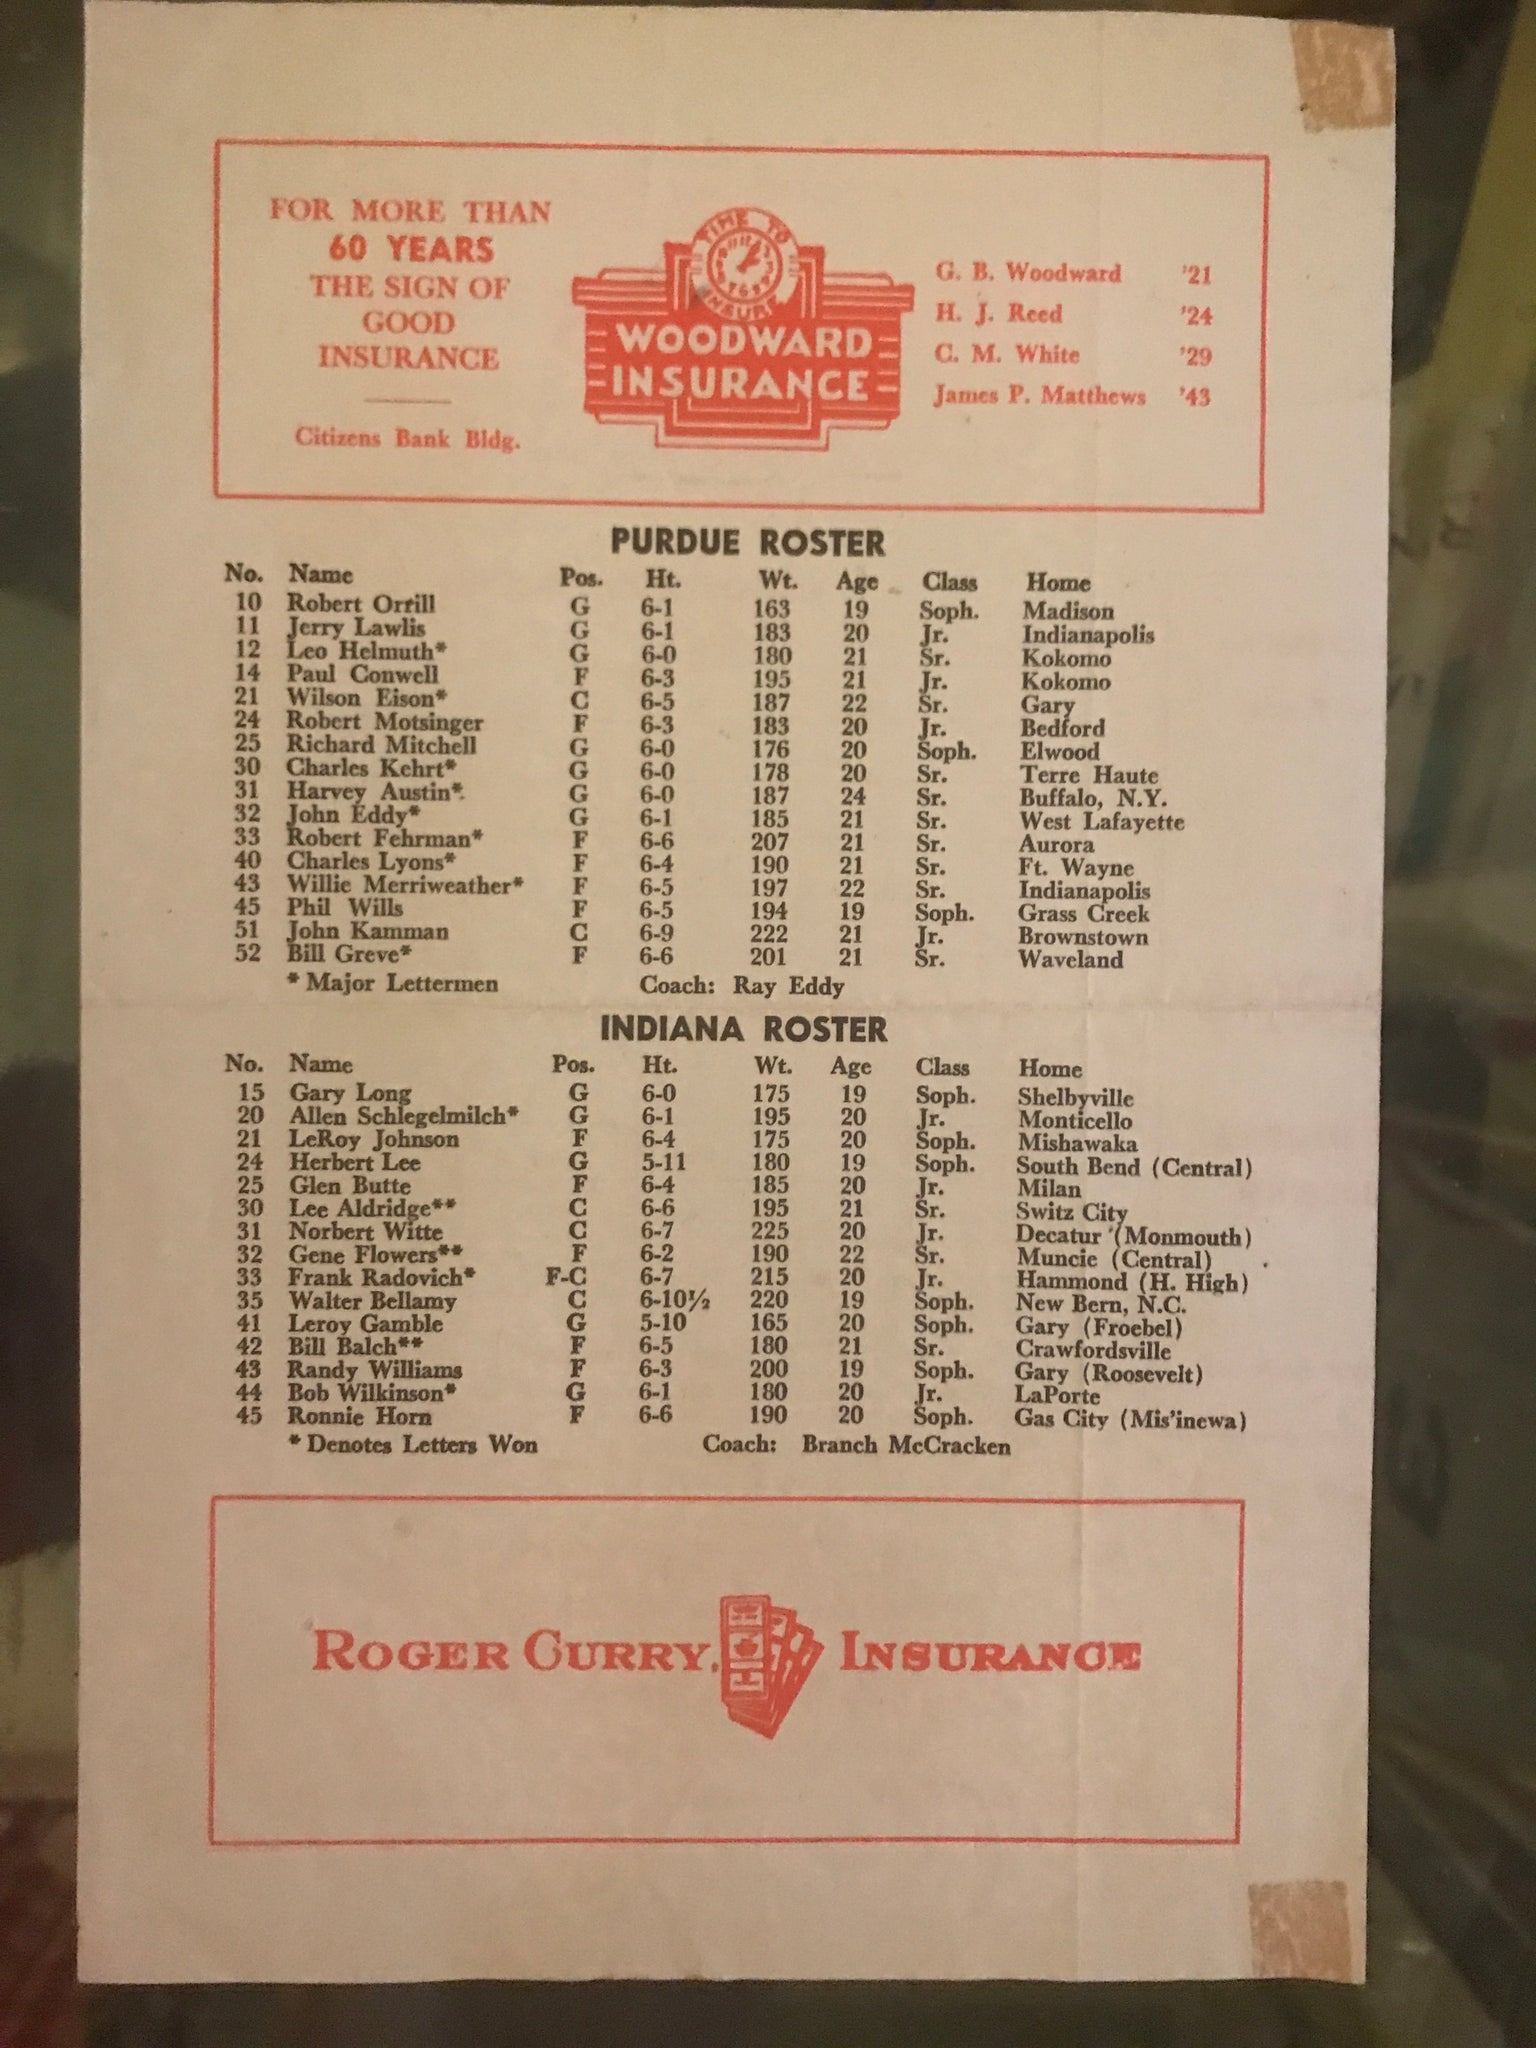 FOR MORE THAN
60 YEARS
THE SIGN OF
GOOD
INSURANCE
Citizens Bank Bldg.
TIME TO
INSURE
WOODWARD
INSURANCE
G. B. Woodward '21
H. J. Reed '24
C. M. White '29
James P. Matthews '43
PURDUE ROSTER
No. Name Pos. Ht. Wt. Age Class Home
10 Robert Orrill G 6-1 163 19 Soph. Madison
11 Jerry Lawlis G 6-1 183 20 Jr. Indianapolis
12 Leo Helmuth* G 6-0 180 21 Sr. Kokomo
14 Paul Conwell F 6-3 195 21 Jr. Kokomo
21 Wilson Eison* C 6-5 187 22 Sr. Gary
24 Robert Motsinger F 6-3 183 20 Jr. Bedford
25 Richard Mitchell G 6-0 176 20 Soph. Elwood
30 Charles Kehrt* G 6-0 178 20 Sr. Terre Haute
31 Harvey Austin* G 6-0 187 24 Sr. Buffalo, N.Y.
32 John Eddy* G 6-1 185 21 Sr. West Lafayette
33 Robert Fehrman* F 6-6 207 21 Sr. Aurora
40 Charles Lyons* F 6-4 190 21 Sr. Ft. Wayne
43 Willie Merriweather* F 6-5 197 22 Sr. Indianapolis
45 Phil Wills F 6-5 194 19 Soph. Grass Creek
51 John Kamman C 6-9 222 21 Jr. Brownstown
52 Bill Greve* F 6-6 201 21 Sr. Waveland
* Major Lettermen Coach: Ray Eddy
INDIANA ROSTER
No. Name Pos. Ht. Wt. Age Class Home
15 Gary Long G 6-0 175 19 Soph. Shelbyville
20 Allen Schlegelmilch* G 6-1 195 20 Jr. Monticello
21 LeRoy Johnson F 6-4 175 20 Soph. Mishawaka
24 Herbert Lee G 5-11 180 19 Soph. South Bend (Central)
25 Glen Butte F 6-4 185 20 Jr. Milan
30 Lee Aldridge** C 6-6 195 21 Sr. Switz City
31 Norbert Witte C 6-7 225 20 Jr. Decatur (Monmouth)
32 Gene Flowers** F 6-2 190 22 Sr. Muncie (Central)
33 Frank Radovich* F-C 6-7 215 20 Jr. Hammond (H. High)
35 Walter Bellamy C 6-10½ 220 19 Soph. New Bern, N.C.
41 Leroy Gamble G 5-10 165 20 Soph. Gary (Froebel)
42 Bill Balch** F 6-5 180 21 Sr. Crawfordsville
43 Randy Williams F 6-3 200 19 Soph. Gary (Roosevelt)
44 Bob Wilkinson* G 6-1 180 20 Jr. LaPorte
45 Ronnie Horn F 6-6 190 20 Soph. Gas City (Mis'inewa)
* Denotes Letters Won Coach: Branch McCracken
ROGER CURRY, INSURANCE